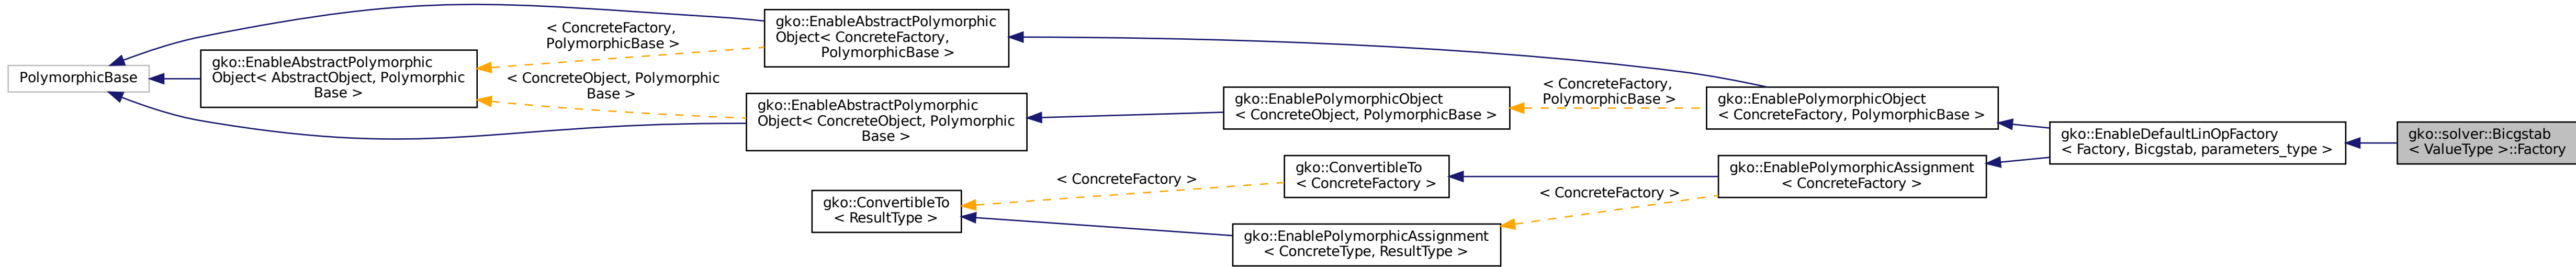 PolymorphicBase
gko::EnableAbstractPolymorphic
Object< AbstractObject, Polymorphic
Base >
< ConcreteFactory,
PolymorphicBase >
< ConcreteObject, Polymorphic
Base >
gko::EnableAbstractPolymorphic
Object< ConcreteFactory,
PolymorphicBase >
gko::EnableAbstractPolymorphic
Object< ConcreteObject, Polymorphic
Base >
gko::ConvertibleTo
< ResultType >
< ConcreteFactory >
gko::EnablePolymorphicObject
< ConcreteObject, PolymorphicBase >
gko::ConvertibleTo
< ConcreteFactory >
gko::EnablePolymorphicAssignment
< ConcreteType, ResultType >
< ConcreteFactory,
PolymorphicBase >
< ConcreteFactory >
gko::EnablePolymorphicObject
< ConcreteFactory, PolymorphicBase >
gko::EnablePolymorphicAssignment
< ConcreteFactory >
gko::EnableDefaultLinOpFactory
< Factory, Bicgstab, parameters_type >
gko::solver::Bicgstab
< ValueType >::Factory